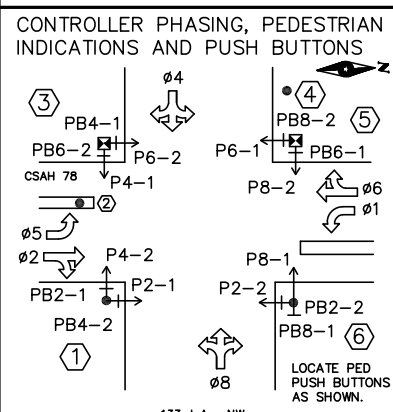 CONTROLLER PHASING, PEDESTRIAN
INDICATIONS AND PUSH BUTTONS
ø4
Z
3
4
5
PB4-1
PB8-2
PB6-2
P6-2
P6-1
PB6-1
CSAH 78
P4-1
P8-2
ø6
2
ø1
ø5
ø2
P4-2
P8-1
PB2-1
P2-1
P2-2
PB2-2
PB4-2
PB8-1
1
6
ø8
LOCATE PED
PUSH BUTTONS
AS SHOWN.